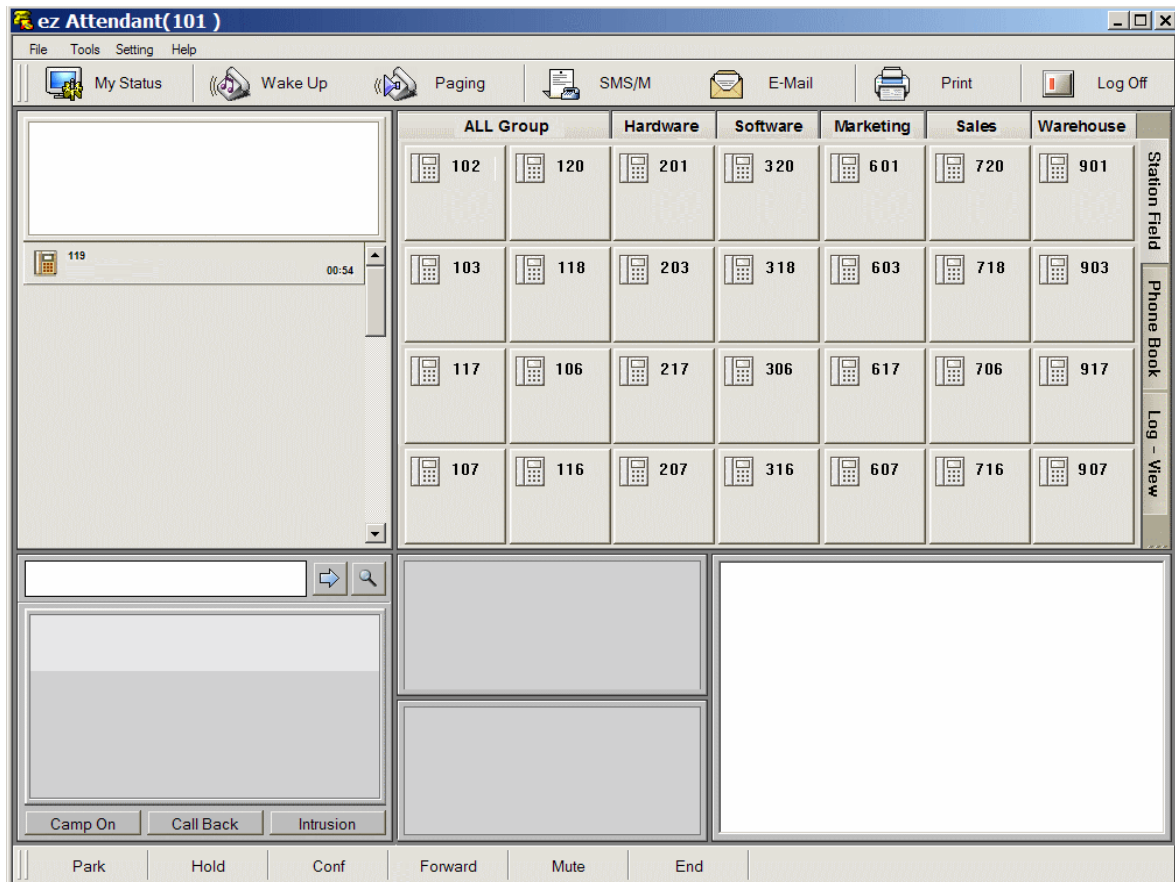 ez Attendant(101 )
File Tools Setting Help
My Status Wake Up Paging SMS/M E-Mail Print Log Off
ALL Group Hardware Software Marketing Sales Warehouse
102 120 201 320 601 720 901
119
00:54
103 118 203 318 603 718 903
117 106 217 306 617 706 917
107 116 207 316 607 716 907
Station Field
Phone Book
Log - View
Camp On Call Back Intrusion
Park Hold Conf Forward Mute End